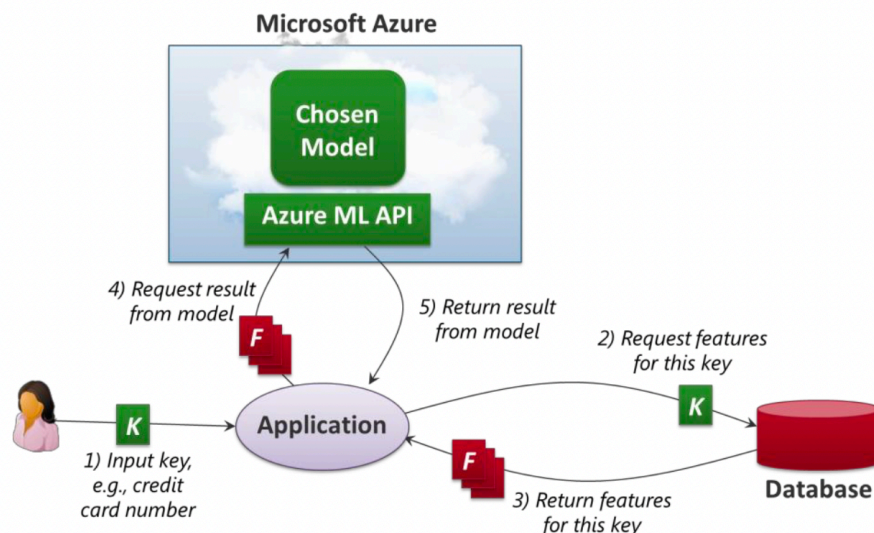 Microsoft Azure
Chosen
Model
Azure ML API
4) Request result
from model
5) Return result
from model
F
2) Request features
for this key
K
K
Application
1) Input key,
e.g., credit
card number
F
3) Return features
for this key
Database